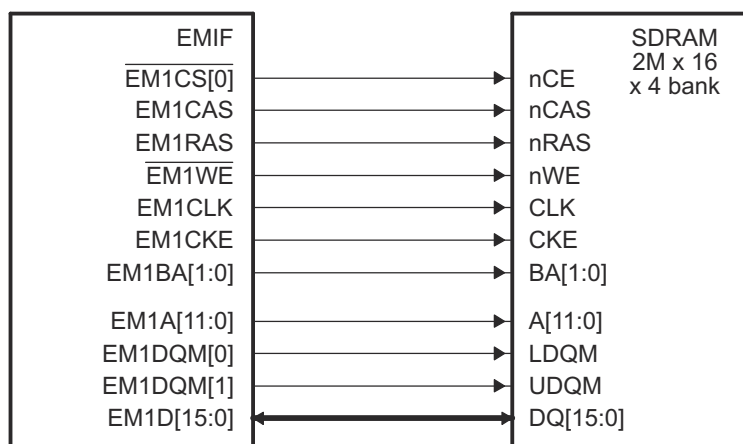 EMIF
EM1CS[0]
EM1CAS
EM1RAS
EM1WE
EM1CLK
EM1CKE
EM1BA[1:0]
EM1A[11:0]
EM1DQM[0]
EM1DQM[1]
EM1D[15:0]
SDRAM
2M x 16
x 4 bank
nCE
nCAS
nRAS
nWE
CLK
CKE
BA[1:0]
A[11:0]
LDQM
UDQM
DQ[15:0]